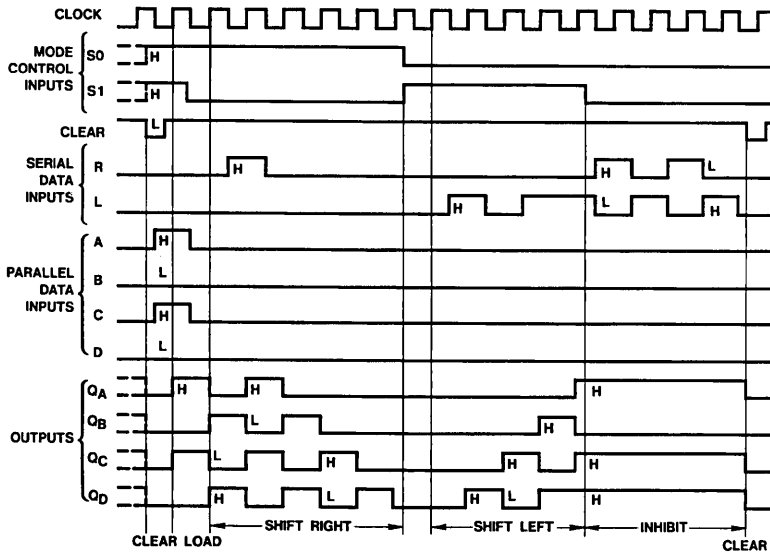 CLOCK
MODE CONTROL INPUTS
S0 H
S1 H
CLEAR L
SERIAL DATA INPUTS
R H H L
L H L H
PARALLEL DATA INPUTS
A H
B L
C H
D L
OUTPUTS
QA H H H
QB L H
QC L H H H
QD H L H L H
SHIFT RIGHT SHIFT LEFT INHIBIT
CLEAR LOAD CLEAR